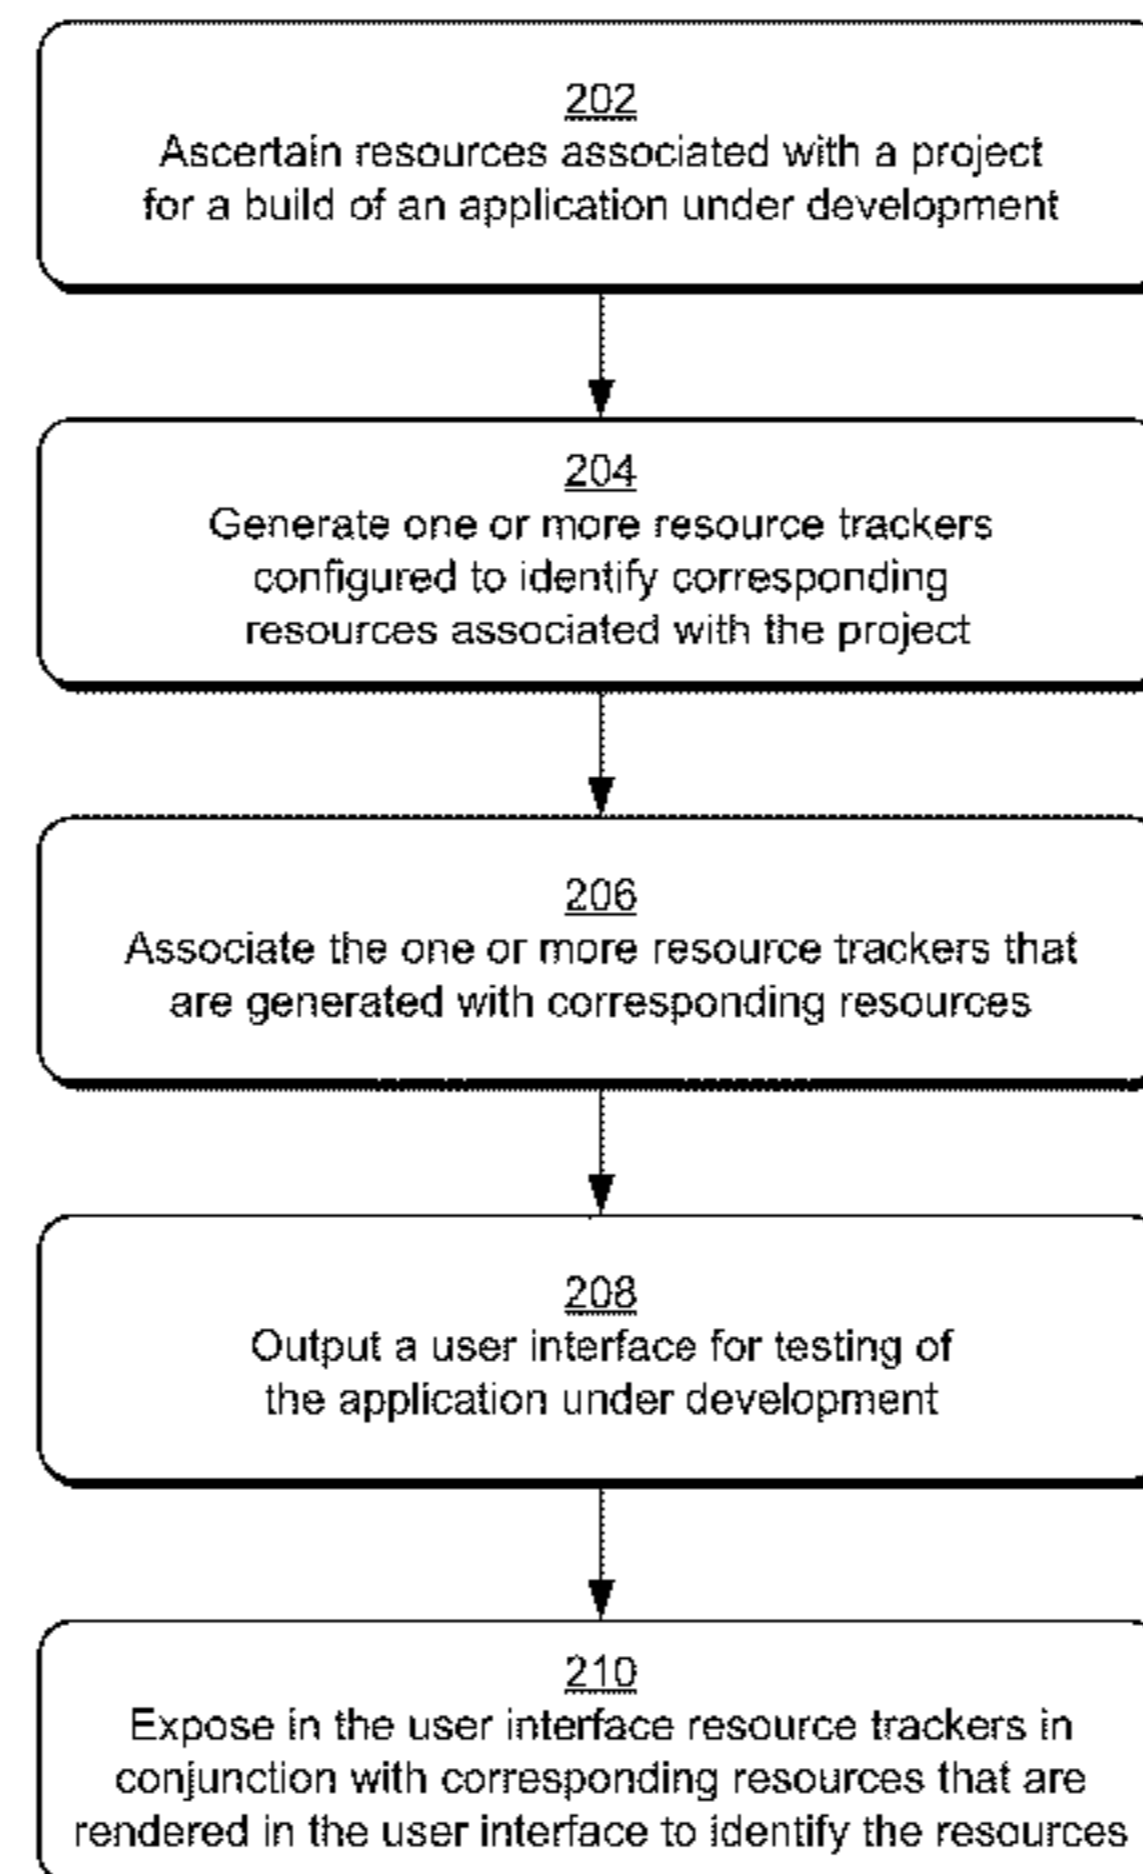 202
Ascertain resources associated with a project
for a build of an application under development
204
Generate one or more resource trackers
configured to identify corresponding
resources associated with the project
206
Associate the one or more resource trackers that
are generated with corresponding resources
208
Output a user interface for testing of
the application under development
210
Expose in the user interface resource trackers in
conjunction with corresponding resources that are
rendered in the user interface to identify the resources